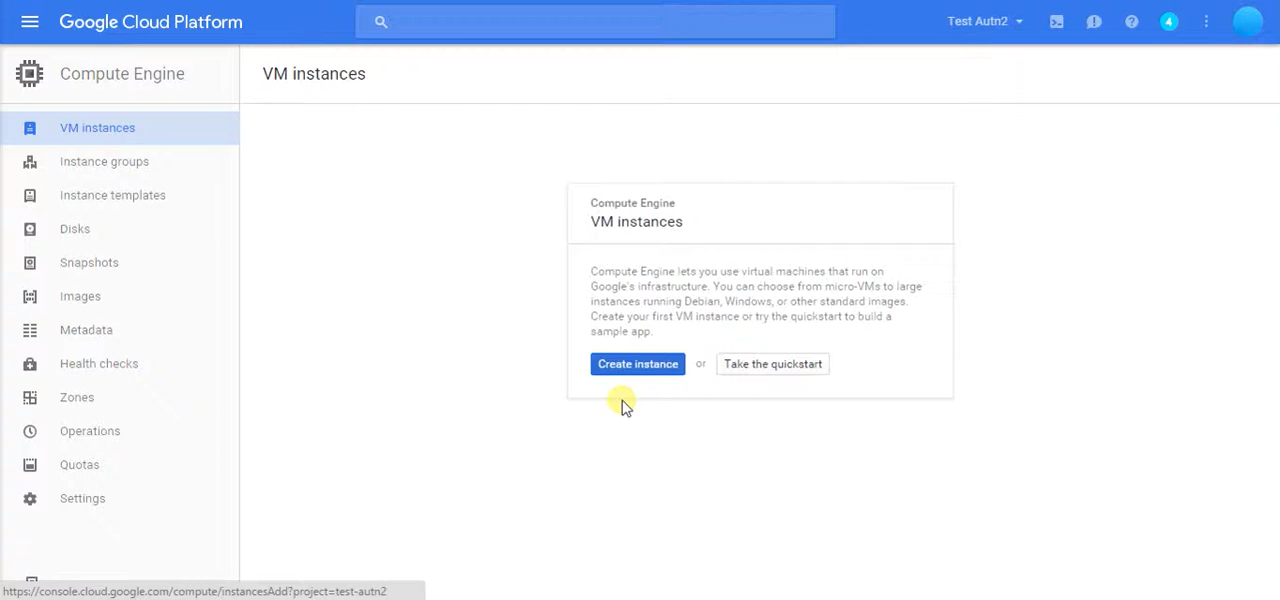 Google Cloud Platform
Test Autn2
4
Compute Engine
VM instances
VM instances
Instance groups
Instance templates
Disks
Snapshots
Images
Metadata
Health checks
Zones
Operations
Quotas
Settings
Compute Engine
VM instances
Compute Engine lets you use virtual machines that run on
Google's infrastructure. You can choose from micro-VMs to large
instances running Debian, Windows, or other standard images.
Create your first VM instance or try the quickstart to build a
sample app.
Create instance or Take the quickstart
https://console.cloud.google.com/compute/instancesAdd?project=test-autn2